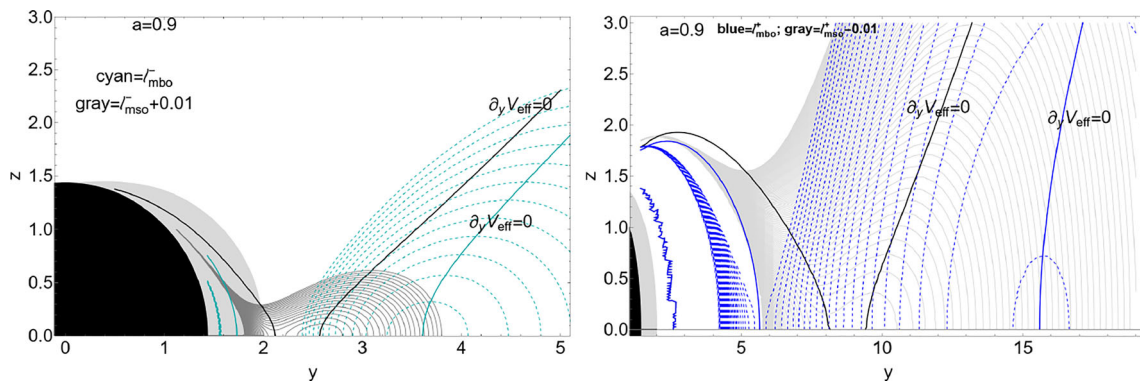 3.0
2.5
2.0
1.5
1.0
0.5
0.0
z
0
1
2
3
4
5
y
a=0.9
cyan=l⁻mbo
gray=l⁻mso+0.01
∂yVeff=0
∂yVeff=0
3.0
2.5
2.0
1.5
1.0
0.5
0.0
z
5
10
15
y
a=0.9 blue=l⁺mbo; gray=l⁺mso−0.01
∂yVeff=0
∂yVeff=0